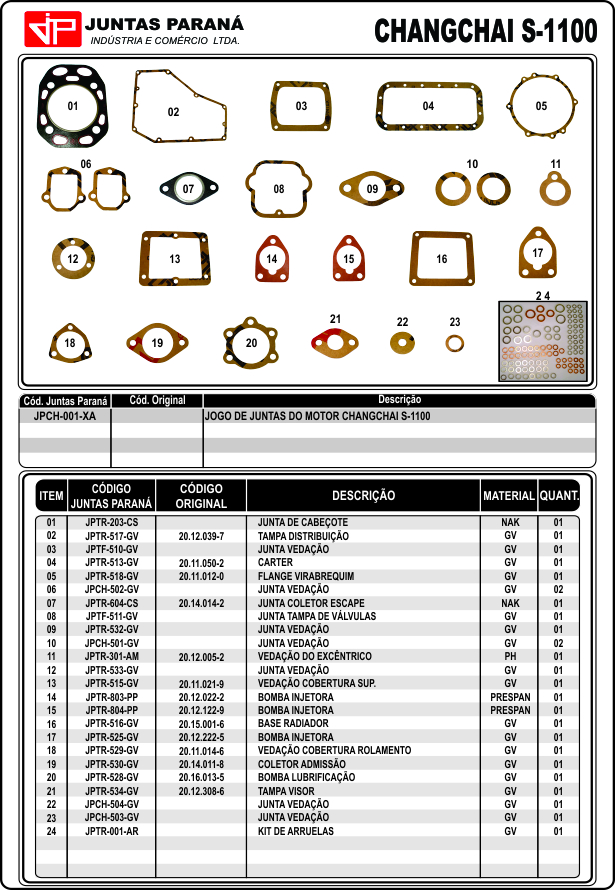 JP JUNTAS PARANÁ
INDÚSTRIA E COMÉRCIO LTDA.
CHANGCHAI S-1100
01 02 03 04 05
06 07 08 09 10 11
12 13 14 15 16 17
18 19 20 21 22 23 2 4
Cód. Juntas Paraná Cód. Original Descrição
JPCH-001-XA JOGO DE JUNTAS DO MOTOR CHANGCHAI S-1100
ITEM CÓDIGO JUNTAS PARANÁ CÓDIGO ORIGINAL DESCRIÇÃO MATERIAL QUANT.
01 JPTR-203-CS JUNTA DE CABEÇOTE NAK 01
02 JPTR-517-GV 20.12.039-7 TAMPA DISTRIBUIÇÃO GV 01
03 JPTF-510-GV JUNTA VEDAÇÃO GV 01
04 JPTR-513-GV 20.11.050-2 CARTER GV 01
05 JPTR-518-GV 20.11.012-0 FLANGE VIRABREQUIM GV 01
06 JPCH-502-GV JUNTA VEDAÇÃO GV 02
07 JPTR-604-CS 20.14.014-2 JUNTA COLETOR ESCAPE NAK 01
08 JPTF-511-GV JUNTA TAMPA DE VÁLVULAS GV 01
09 JPTR-532-GV JUNTA VEDAÇÃO GV 01
10 JPCH-501-GV JUNTA VEDAÇÃO GV 02
11 JPTR-301-AM 20.12.005-2 VEDAÇÃO DO EXCÊNTRICO PH 01
12 JPTR-533-GV JUNTA VEDAÇÃO GV 01
13 JPTR-515-GV 20.11.021-9 VEDAÇÃO COBERTURA SUP. GV 01
14 JPTR-803-PP 20.12.022-2 BOMBA INJETORA PRESPAN 01
15 JPTR-804-PP 20.12.122-9 BOMBA INJETORA PRESPAN 01
16 JPTR-516-GV 20.15.001-6 BASE RADIADOR GV 01
17 JPTR-525-GV 20.12.222-5 BOMBA INJETORA GV 01
18 JPTR-529-GV 20.11.014-6 VEDAÇÃO COBERTURA ROLAMENTO GV 01
19 JPTR-530-GV 20.14.011-8 COLETOR ADMISSÃO GV 01
20 JPTR-528-GV 20.16.013-5 BOMBA LUBRIFICAÇÃO GV 01
21 JPTR-534-GV 20.12.308-6 TAMPA VISOR GV 01
22 JPCH-504-GV JUNTA VEDAÇÃO GV 01
23 JPCH-503-GV JUNTA VEDAÇÃO GV 01
24 JPTR-001-AR KIT DE ARRUELAS GV 01